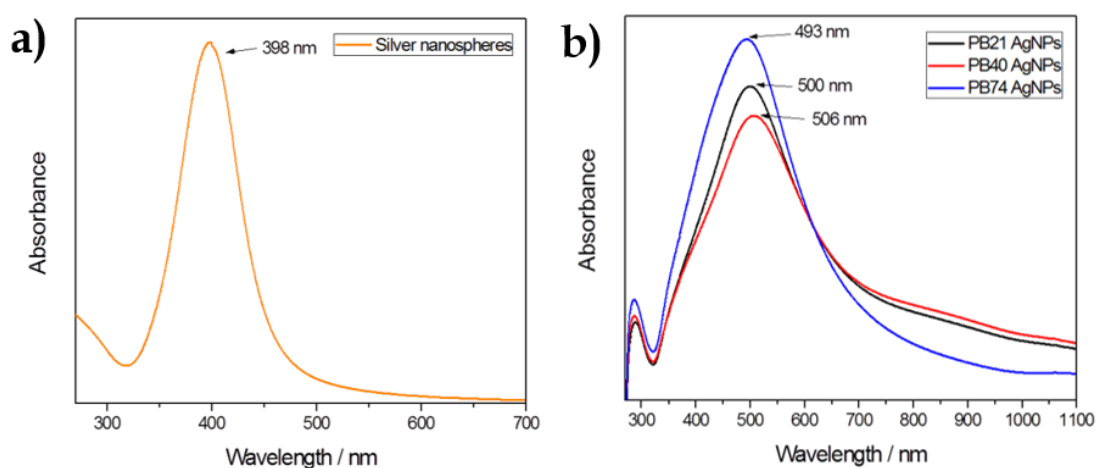 a)
398 nm
Silver nanospheres
Absorbance
300 400 500 600 700
Wavelength / nm
b)
493 nm
500 nm
506 nm
PB21 AgNPs
PB40 AgNPs
PB74 AgNPs
Absorbance
300 400 500 600 700 800 900 1000 1100
Wavelength / nm